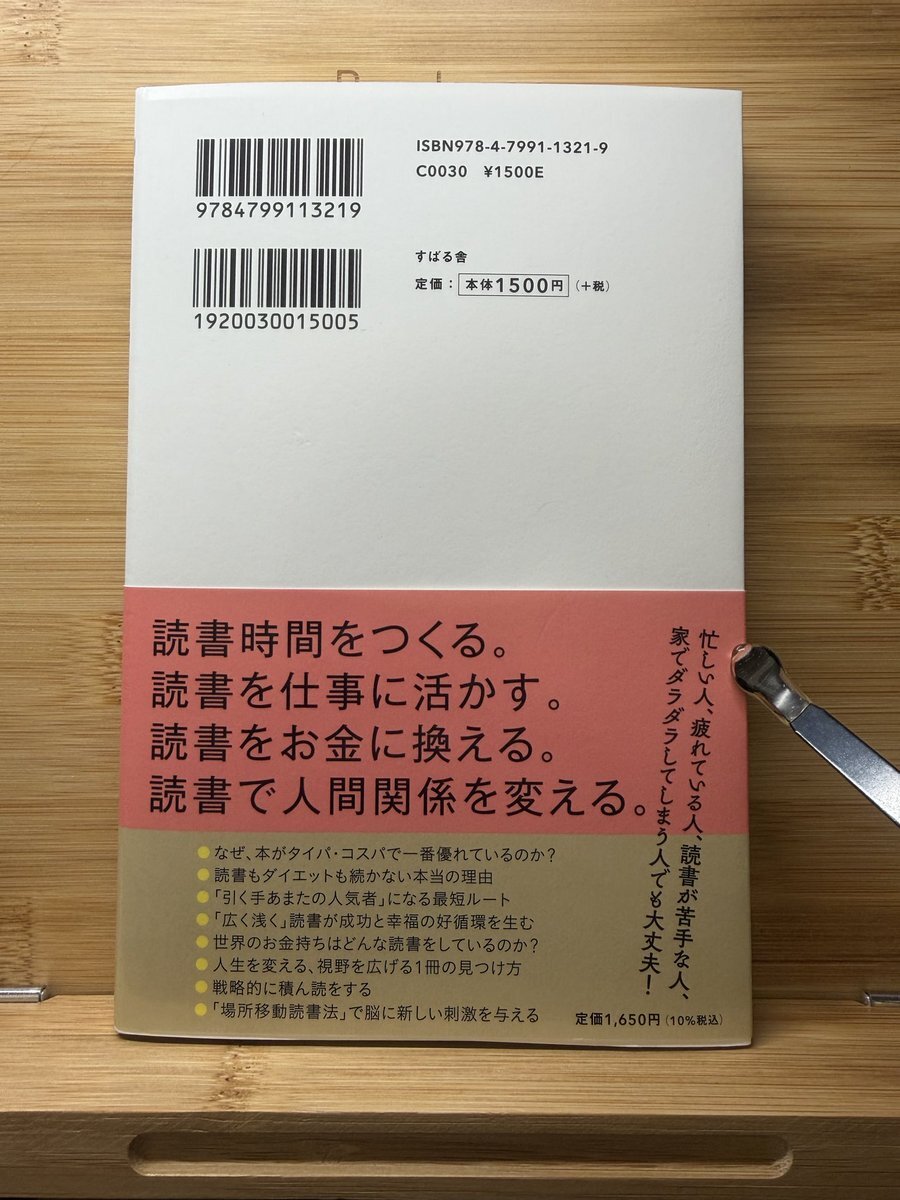 ISBN978-4-7991-1321-9
C0030 ¥1500E
9784799113219
1920030015005
すばる舎
定価：本体1500円（+税）
読書時間をつくる。
読書を仕事に活かす。
読書をお金に換える。
読書で人間関係を変える。
忙しい人、疲れている人、読書が苦手な人、
家でダラダラしてしまう人でも大丈夫！
●なぜ、本がタイパ・コスパで一番優れているのか？
●読書もダイエットも続かない本当の理由
●「引く手あまたの人気者」になる最短ルート
●「広く浅く」読書が成功と幸福の好循環を生む
●世界のお金持ちはどんな読書をしているのか？
●人生を変える、視野を広げる1冊の見つけ方
●戦略的に積ん読をする
●「場所移動読書法」で脳に新しい刺激を与える
定価1,650円（10%税込）